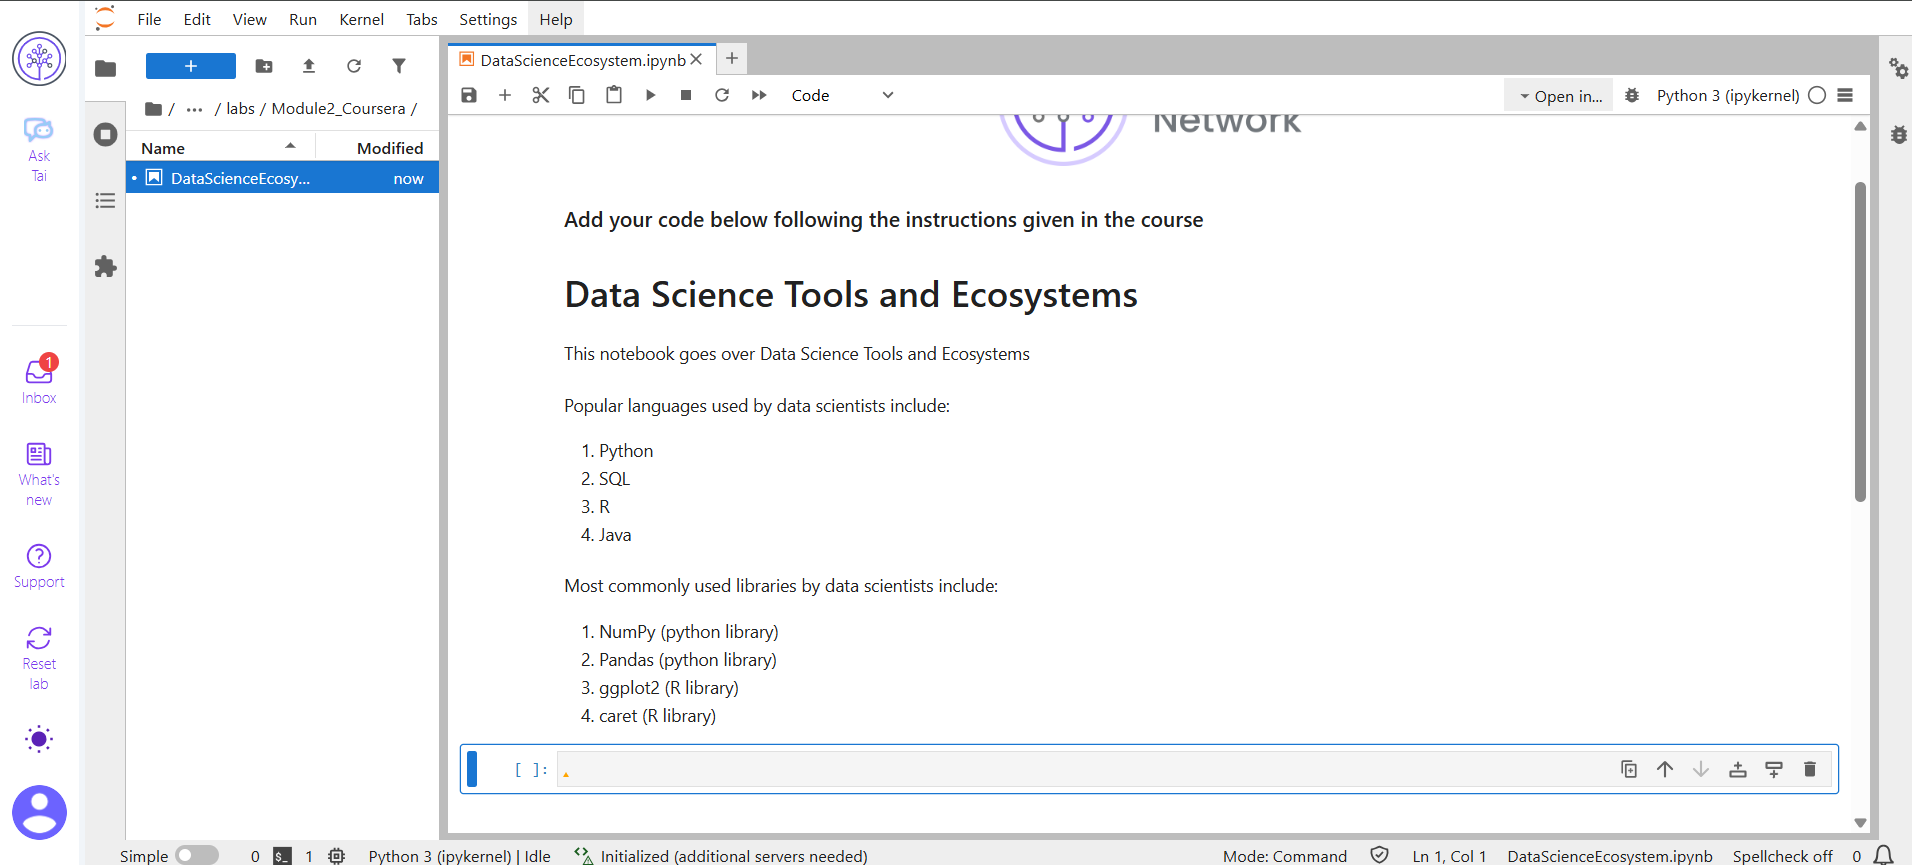 File Edit View Run Kernel Tabs Settings Help
Ask
Tai
1
Inbox
What's
new
Support
Reset
lab
+
/ ... / labs / Module2_Coursera /
Name Modified
DataScienceEcosy... now
DataScienceEcosystem.ipynb
Code
Open in...
Python 3 (ipykernel)
Network
Add your code below following the instructions given in the course
Data Science Tools and Ecosystems
This notebook goes over Data Science Tools and Ecosystems
Popular languages used by data scientists include:
1. Python
2. SQL
3. R
4. Java
Most commonly used libraries by data scientists include:
1. NumPy (python library)
2. Pandas (python library)
3. ggplot2 (R library)
4. caret (R library)
[ ]:
Simple 0 $_ 1 Python 3 (ipykernel) | Idle Initialized (additional servers needed) Mode: Command Ln 1, Col 1 DataScienceEcosystem.ipynb Spellcheck off 0